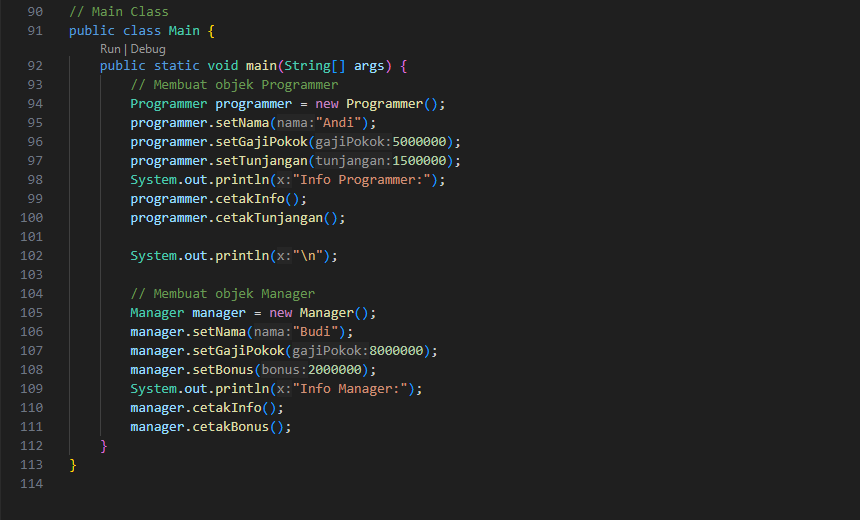 90 // Main Class
91 public class Main {
Run | Debug
92 public static void main(String[] args) {
93 // Membuat objek Programmer
94 Programmer programmer = new Programmer();
95 programmer.setNama(nama:"Andi");
96 programmer.setGajiPokok(gajiPokok:5000000);
97 programmer.setTunjangan(tunjangan:1500000);
98 System.out.println(x:"Info Programmer:");
99 programmer.cetakInfo();
100 programmer.cetakTunjangan();
101
102 System.out.println(x:"\n");
103
104 // Membuat objek Manager
105 Manager manager = new Manager();
106 manager.setNama(nama:"Budi");
107 manager.setGajiPokok(gajiPokok:8000000);
108 manager.setBonus(bonus:2000000);
109 System.out.println(x:"Info Manager:");
110 manager.cetakInfo();
111 manager.cetakBonus();
112 }
113 }
114